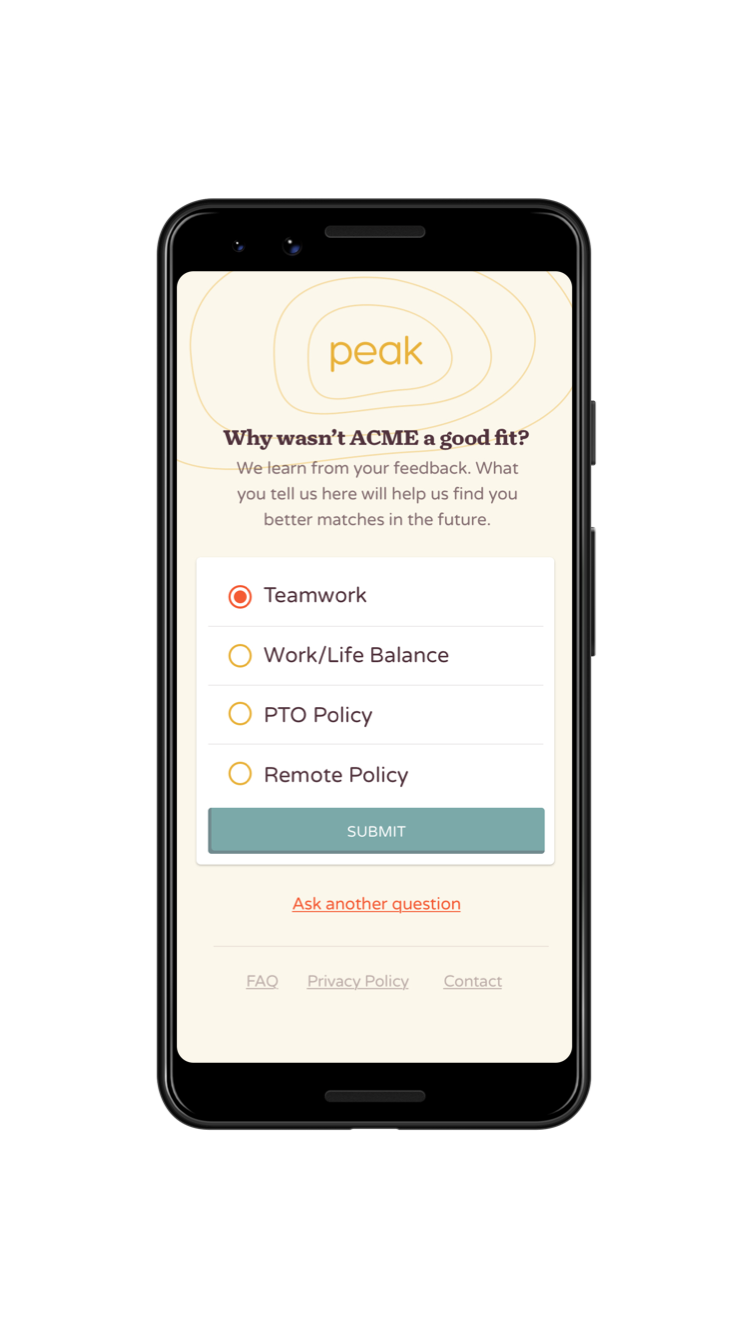 peak
Why wasn’t ACME a good fit?
We learn from your feedback. What
you tell us here will help us find you
better matches in the future.
Teamwork
Work/Life Balance
PTO Policy
Remote Policy
SUBMIT
Ask another question
FAQ Privacy Policy Contact